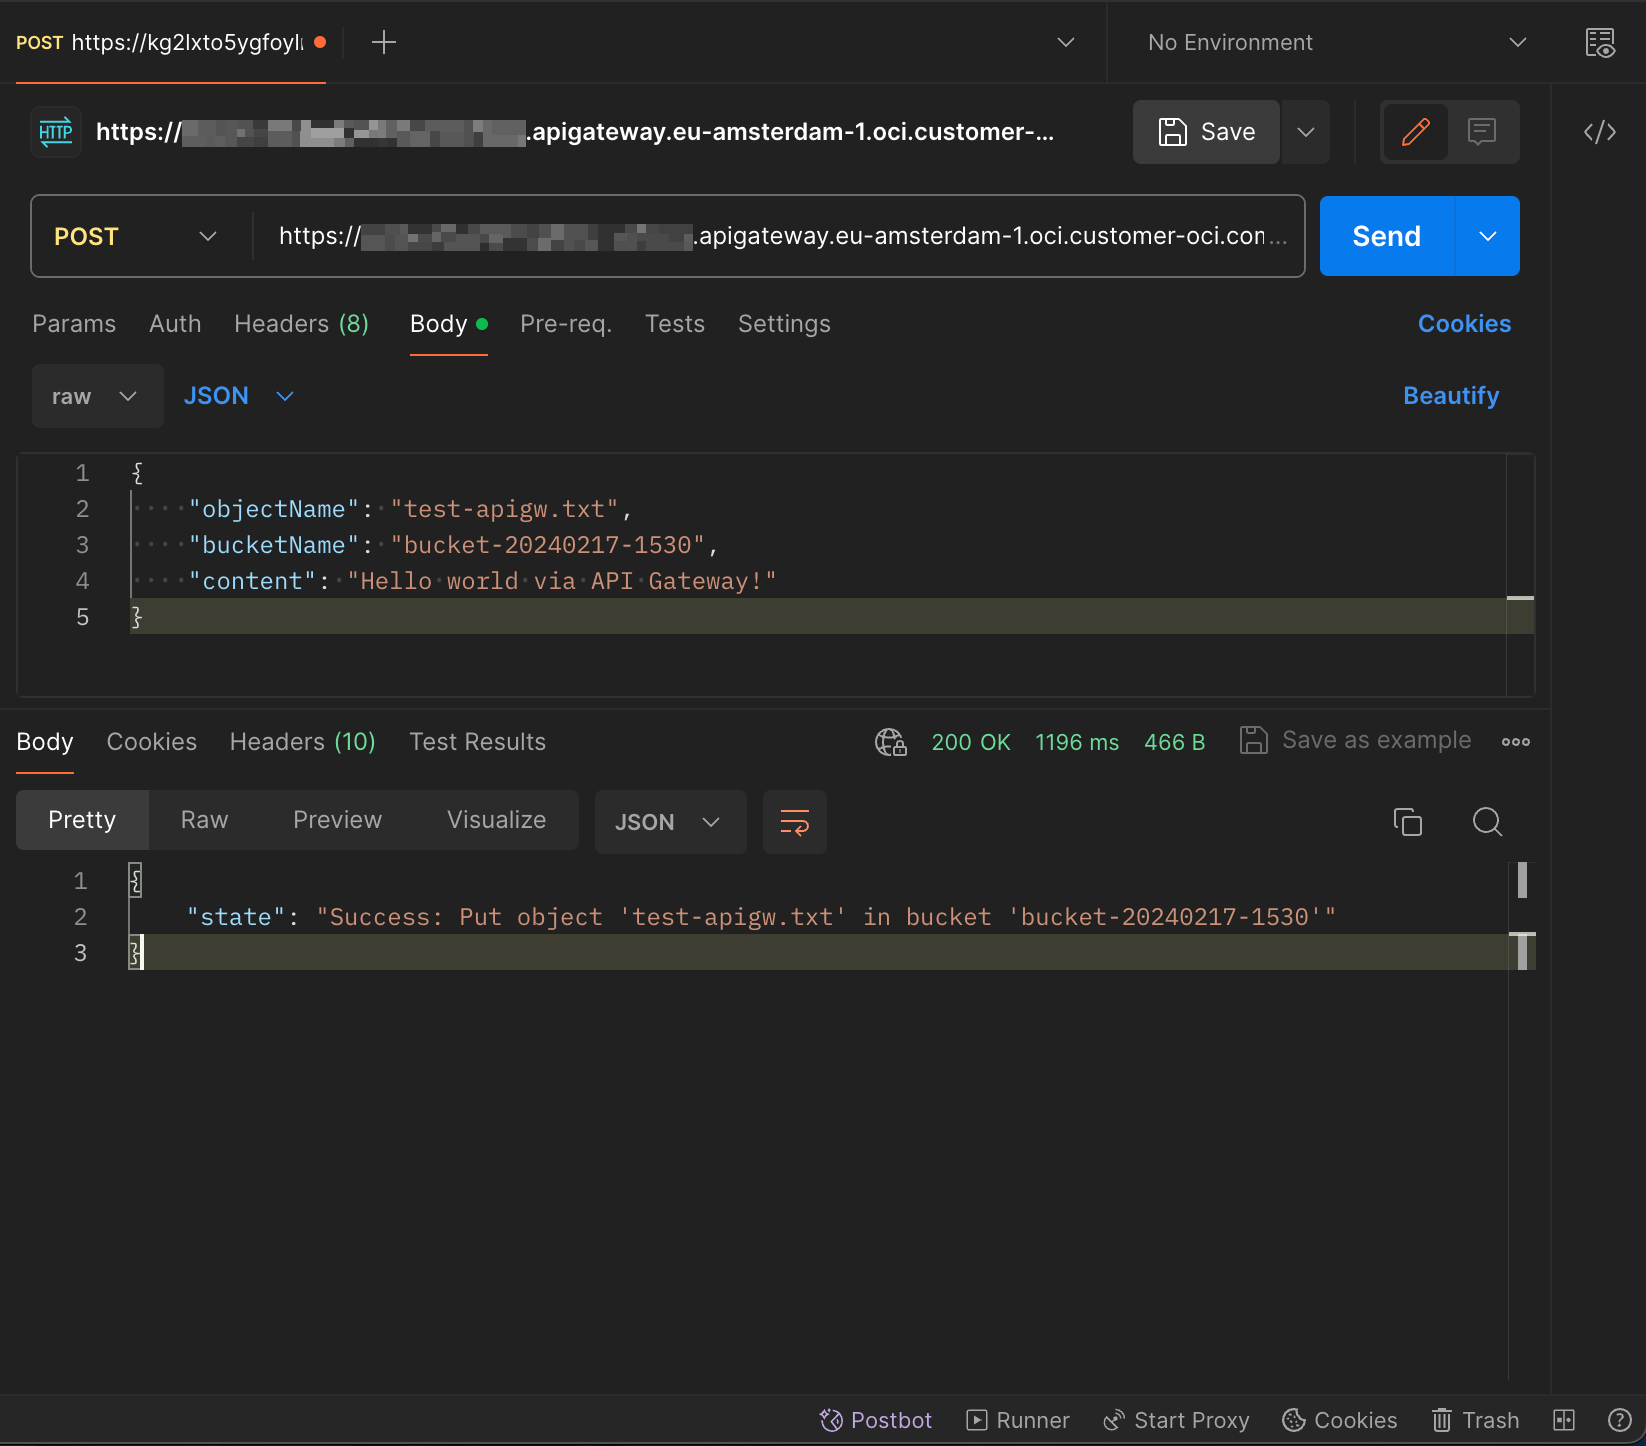 POST https://kg2lxto5ygfoyl
No Environment
HTTP https://
.apigateway.eu-amsterdam-1.oci.customer-...
Save
POST
https://
.apigateway.eu-amsterdam-1.oci.customer-oci.con...
Send
Params Auth Headers (8) Body Pre-req. Tests Settings Cookies
raw JSON Beautify
1 {
2 "objectName": "test-apigw.txt",
3 "bucketName": "bucket-20240217-1530",
4 "content": "Hello world via API Gateway!"
5 }
Body Cookies Headers (10) Test Results 200 OK 1196 ms 466 B Save as example
Pretty Raw Preview Visualize JSON
1 {
2 "state": "Success: Put object 'test-apigw.txt' in bucket 'bucket-20240217-1530'"
3 }
Postbot Runner Start Proxy Cookies Trash